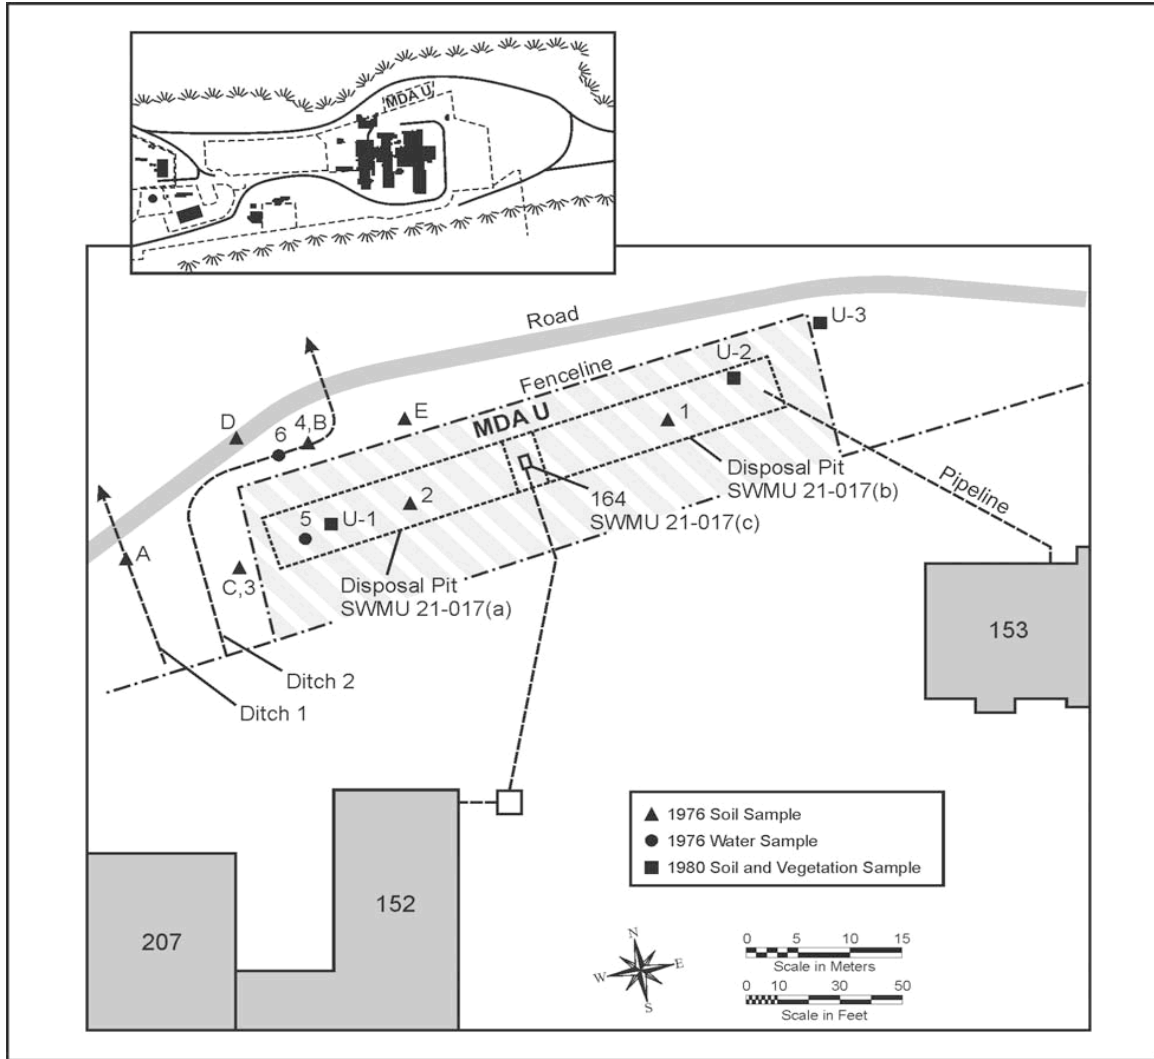 MDA U
Road
U-3
U-2
Fenceline
MDA U
E
D
4,B
6
1
Disposal Pit
SWMU 21-017(b)
Pipeline
164
SWMU 21-017(c)
2
5
U-1
A
C,3
Disposal Pit
SWMU 21-017(a)
153
Ditch 2
Ditch 1
1976 Soil Sample
1976 Water Sample
1980 Soil and Vegetation Sample
152
207
N
W
E
S
0 5 10 15
Scale in Meters
0 10 30 50
Scale in Feet